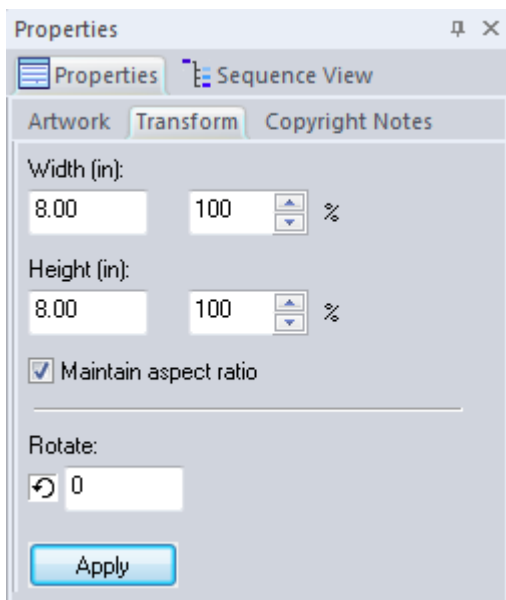 Properties
Properties Sequence View
Artwork Transform Copyright Notes
Width (in):
8.00 100 %
Height (in):
8.00 100 %
Maintain aspect ratio
Rotate:
0
Apply